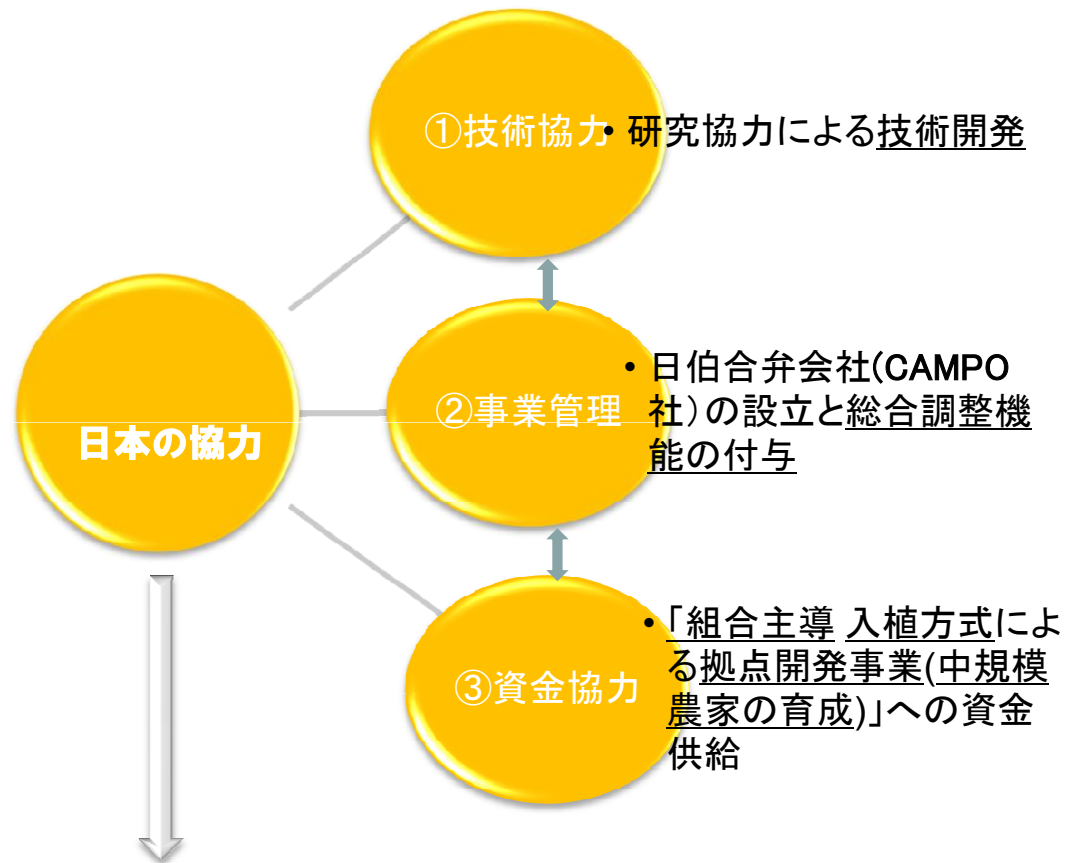 ①技術協力
• 研究協力による技術開発
②事業管理
• 日伯合弁会社(CAMPO
社)の設立と総合調整機
能の付与
日本の協力
③資金協力
• 「組合主導 入植方式によ
る拠点開発事業(中規模
農家の育成)」への資金
供給